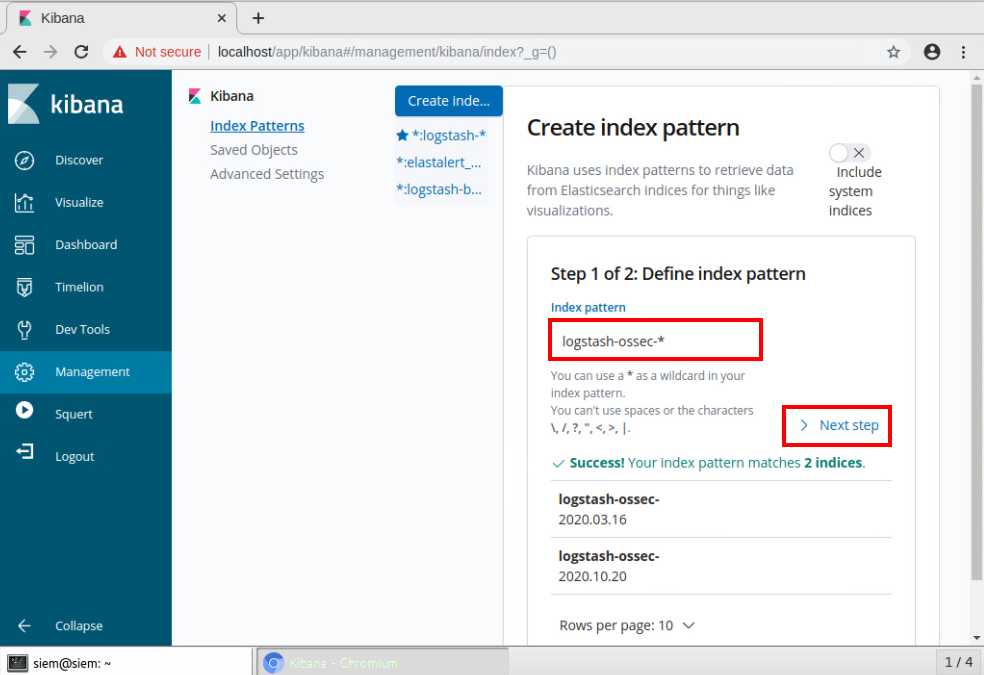 Kibana
Not secure
localhost/app/kibana#/management/kibana/index?_g=()
kibana
Discover
Visualize
Dashboard
Timelion
Dev Tools
Management
Squert
Logout
Collapse
Kibana
Index Patterns
Saved Objects
Advanced Settings
Create inde...
*:logstash-*
*:elastalert_...
*:logstash-b...
Create index pattern
Kibana uses index patterns to retrieve data
from Elasticsearch indices for things like
visualizations.
Include
system
indices
Step 1 of 2: Define index pattern
Index pattern
logstash-ossec-*
You can use a * as a wildcard in your
index pattern.
You can't use spaces or the characters
\, /, ?, ", <, >, |.
Next step
Success! Your index pattern matches 2 indices.
logstash-ossec-
2020.03.16
logstash-ossec-
2020.10.20
Rows per page: 10
siem@siem: ~
Kibana - Chromium
1 / 4